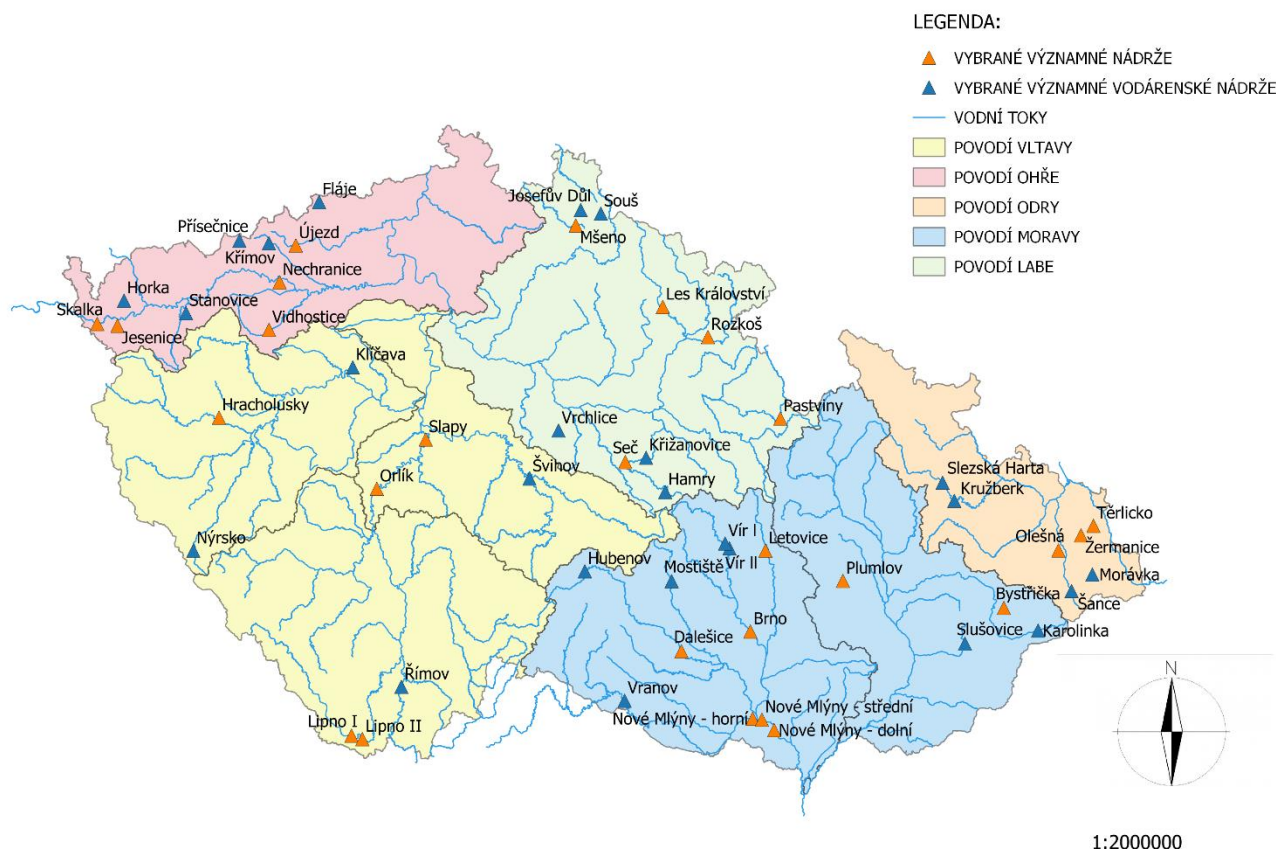 LEGENDA:
VYBRANÉ VÝZNAMNÉ NÁDRŽE
VYBRANÉ VÝZNAMNÉ VODÁRENSKÉ NÁDRŽE
VODNÍ TOKY
POVODÍ VLTAVY
POVODÍ OHŘE
POVODÍ ODRY
POVODÍ MORAVY
POVODÍ LABE
Fláje
Josefův Důl
Souš
Přísečnice
Újezd
Mšeno
Křímov
Nechranice
Horka
Stanovice
Les Království
Skalka
Jesenice
Vidhostice
Rozkoš
Klíčava
Hracholusky
Pastviny
Slapy
Vrchlice
Seč
Křižanovice
Orlík
Švihov
Hamry
Slezská Harta
Kružberk
Těrlicko
Nýrsko
Vír I
Letovice
Olešná
Žermanice
Hubenov
Mostiště
Vír II
Plumlov
Morávka
Šánce
Bystřička
Brno
Karolinka
Dalešice
Slušovice
Římov
Vranov
Nové Mlýny - horní
Nové Mlýny - střední
Lipno I
Lipno II
Nové Mlýny - dolní
N
1:2000000